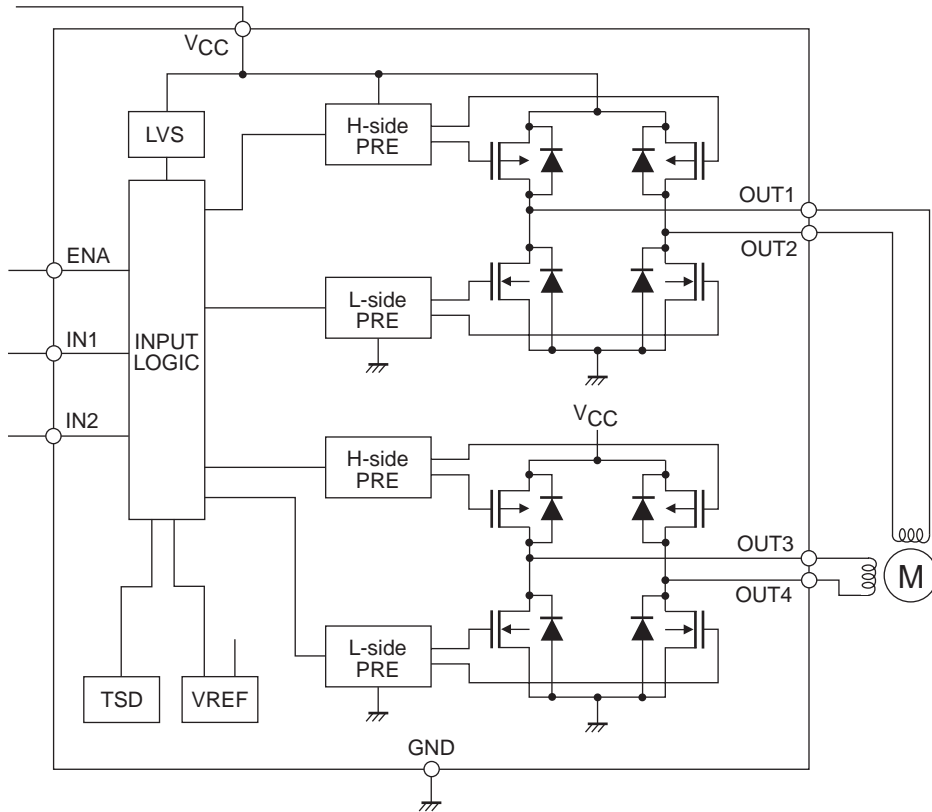 VCC
LVS
H-side
PRE
OUT1
OUT2
ENA
L-side
PRE
IN1
INPUT
LOGIC
IN2
VCC
H-side
PRE
OUT3
OUT4
M
L-side
PRE
TSD
VREF
GND